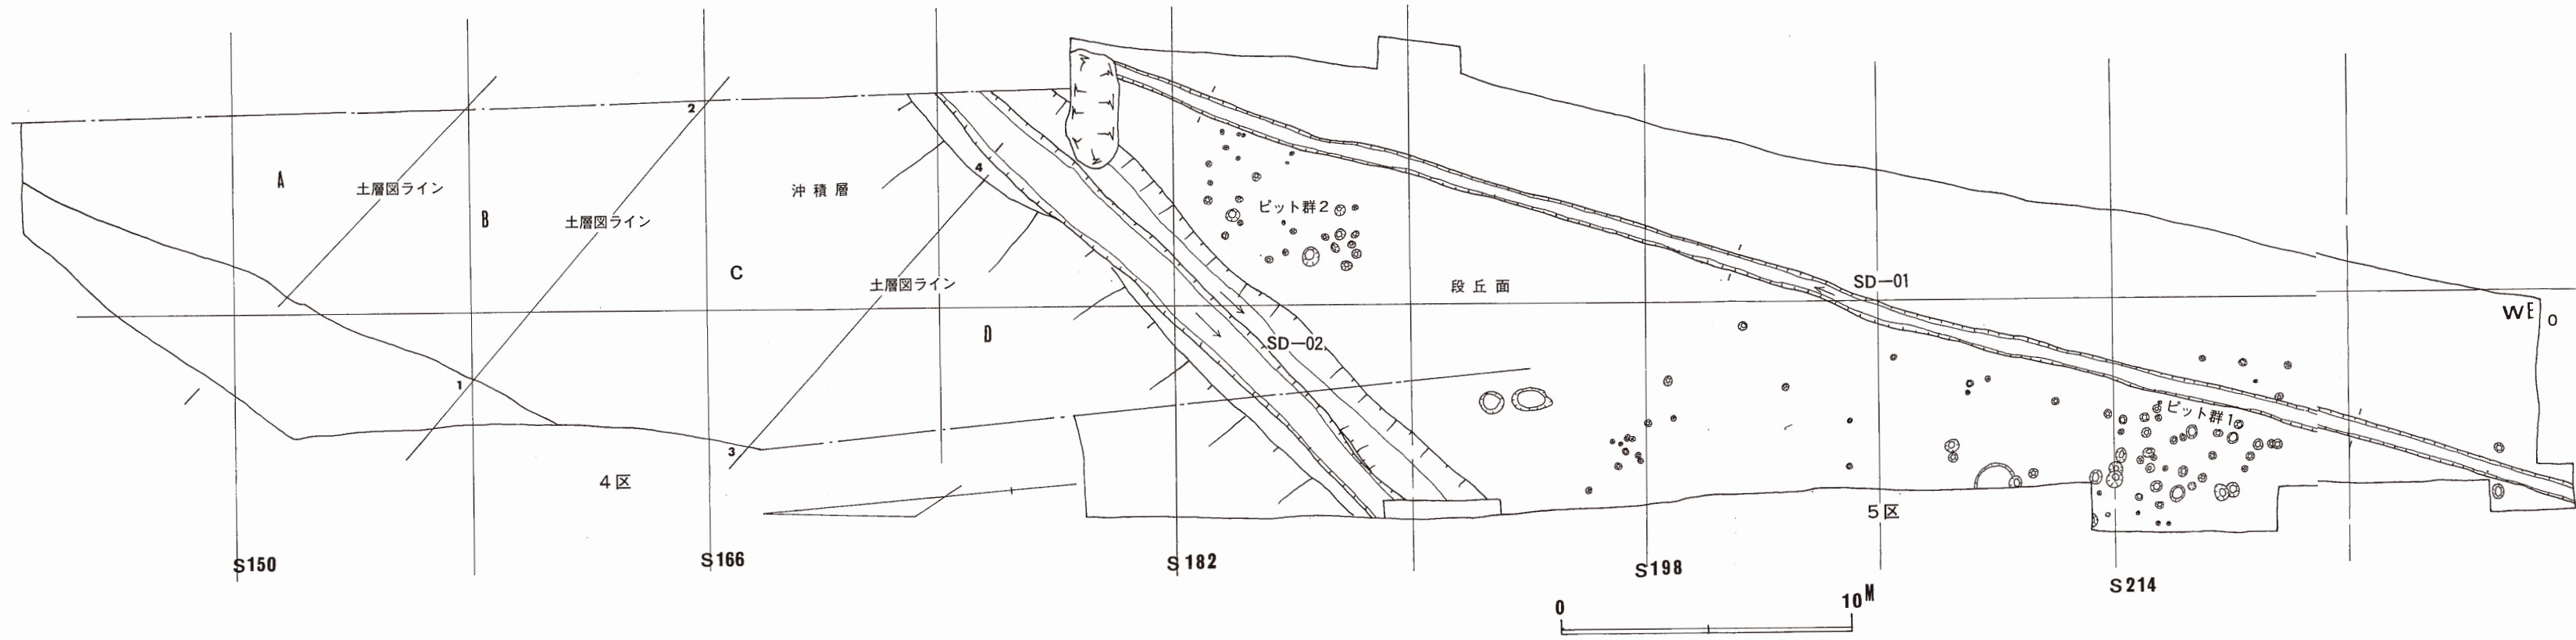 2
A
土層図ライン
B
土層図ライン
沖積層
4
ピット群2
C
土層図ライン
段丘面
SD—01
D
SD—02
WE
0
1
ピット群1
3
4区
5区
S150
S166
S182
S198
S214
0
10M